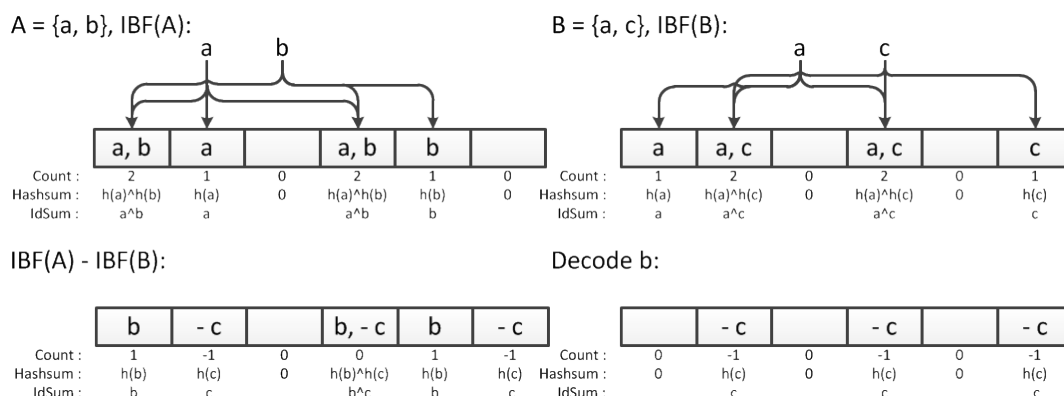 A = {a, b}, IBF(A):
a b
a, b a a, b b
Count : 2 1 0 2 1 0
Hashsum : h(a)^h(b) h(a) 0 h(a)^h(b) h(b) 0
IdSum : a^b a a^b b
B = {a, c}, IBF(B):
a c
a a, c a, c c
Count : 1 2 0 2 0 1
Hashsum : h(a) h(a)^h(c) 0 h(a)^h(c) 0 h(c)
IdSum : a a^c a^c c
IBF(A) - IBF(B):
b - c b, - c b - c
Count : 1 -1 0 0 1 -1
Hashsum : h(b) h(c) 0 h(b)^h(c) h(b) h(c)
IdSum : b c b^c b c
Decode b:
- c - c - c
Count : 0 -1 0 -1 0 -1
Hashsum : 0 h(c) 0 h(c) 0 h(c)
IdSum : c c c